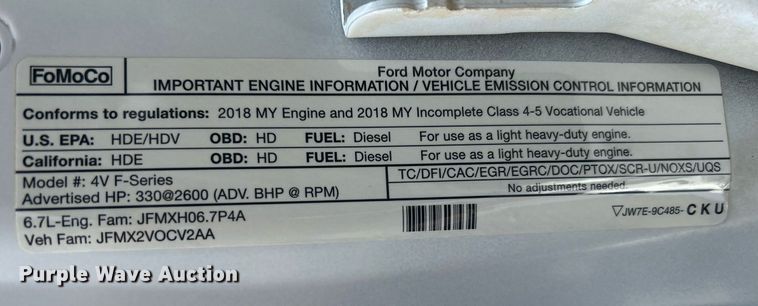 FoMoCo
Ford Motor Company
IMPORTANT ENGINE INFORMATION / VEHICLE EMISSION CONTROL INFORMATION
Conforms to regulations: 2018 MY Engine and 2018 MY Incomplete Class 4-5 Vocational Vehicle
U.S. EPA: HDE/HDV OBD: HD FUEL: Diesel For use as a light heavy-duty engine.
California: HDE OBD: HD FUEL: Diesel For use as a light heavy-duty engine.
Model #: 4V F-Series
Advertised HP: 330@2600 (ADV. BHP @ RPM)
TC/DFI/CAC/EGR/EGRC/DOC/PTOX/SCR-U/NOXS/UQS
No adjustments needed.
6.7L-Eng. Fam: JFMXH06.7P4A
Veh Fam: JFMX2VOCV2AA
▽JW7E-9C485- C K U
Purple Wave Auction